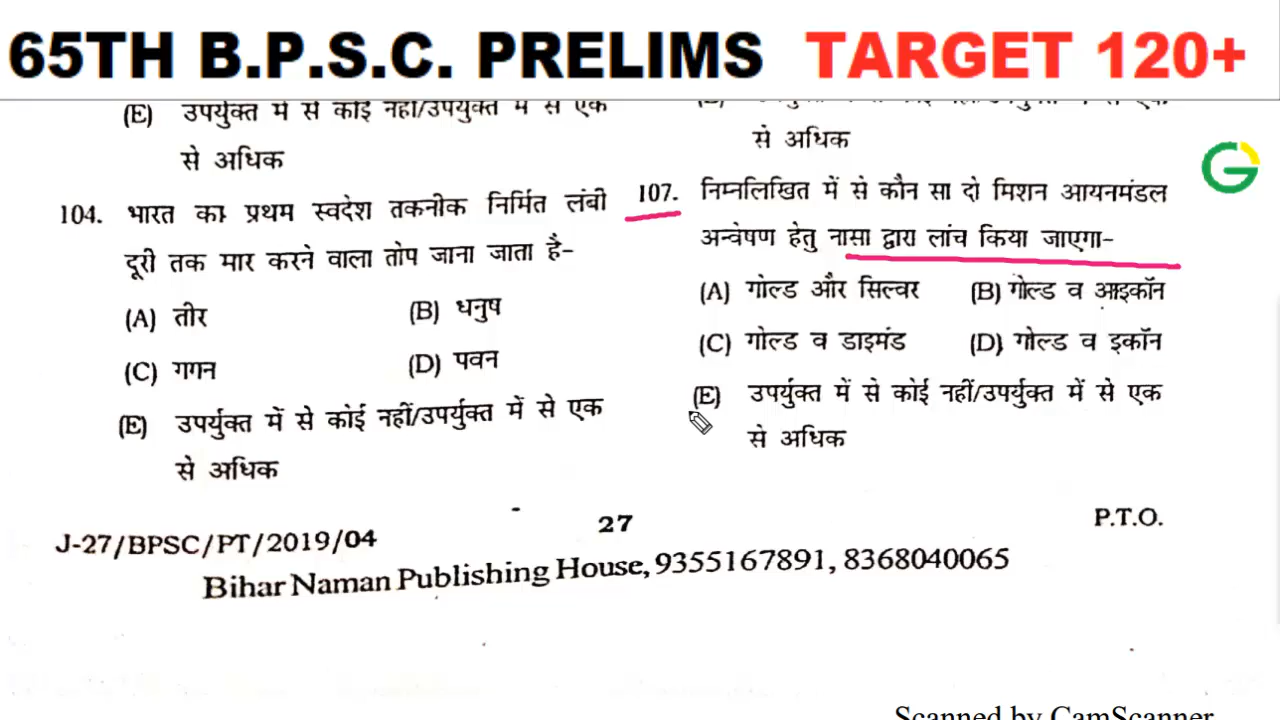 65TH B.P.S.C. PRELIMS TARGET 120+
(E) उपर्युक्त में से कोई नहीं/उपर्युक्त में से एक
से अधिक
104. भारत का प्रथम स्वदेश तकनीक निर्मित लंबी
दूरी तक मार करने वाला तोप जाना जाता है-
(A) तीर
(B) धनुष
(C) गगन
(D) पवन
(E) उपर्युक्त में से कोई नहीं/उपर्युक्त में से एक
से अधिक
से अधिक
107. निम्नलिखित में से कौन सा दो मिशन आयनमंडल
अन्वेषण हेतु नासा द्वारा लांच किया जाएगा-
(A) गोल्ड और सिल्वर
(B) गोल्ड व आइकॉन
(C) गोल्ड व डाइमंड
(D) गोल्ड व इकॉन
(E) उपर्युक्त में से कोई नहीं/उपर्युक्त में से एक
से अधिक
J-27/BPSC/PT/2019/04
27
P.T.O.
Bihar Naman Publishing House, 9355167891, 8368040065
Scanned by CamScanner